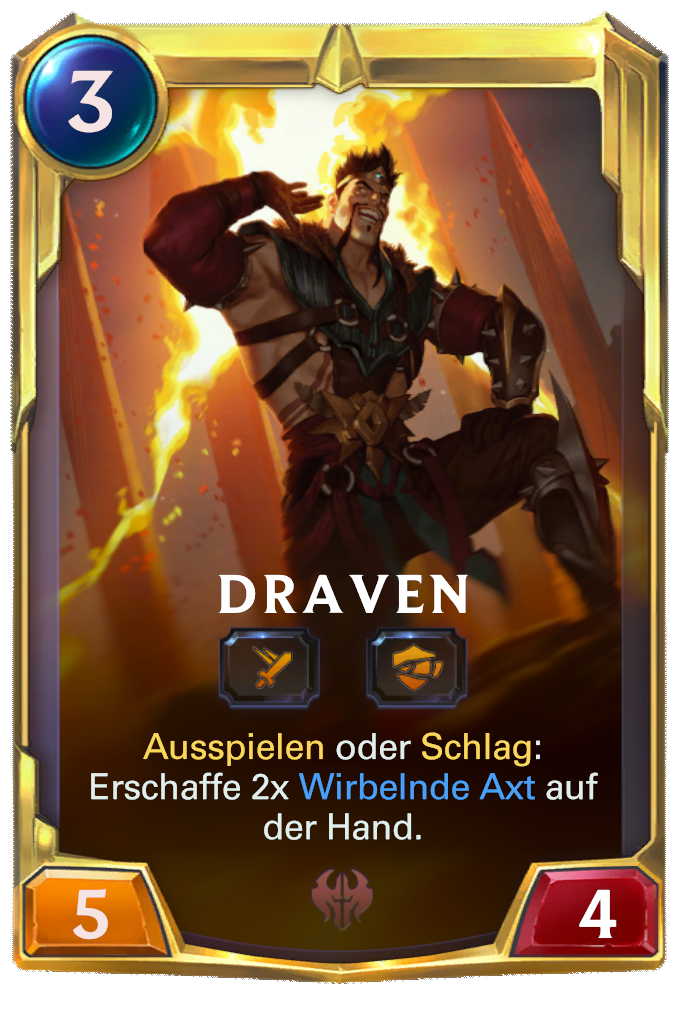 3
DRAVEN
Ausspielen oder Schlag:
Erschaffe 2x Wirbelnde Axt auf
der Hand.
5
4